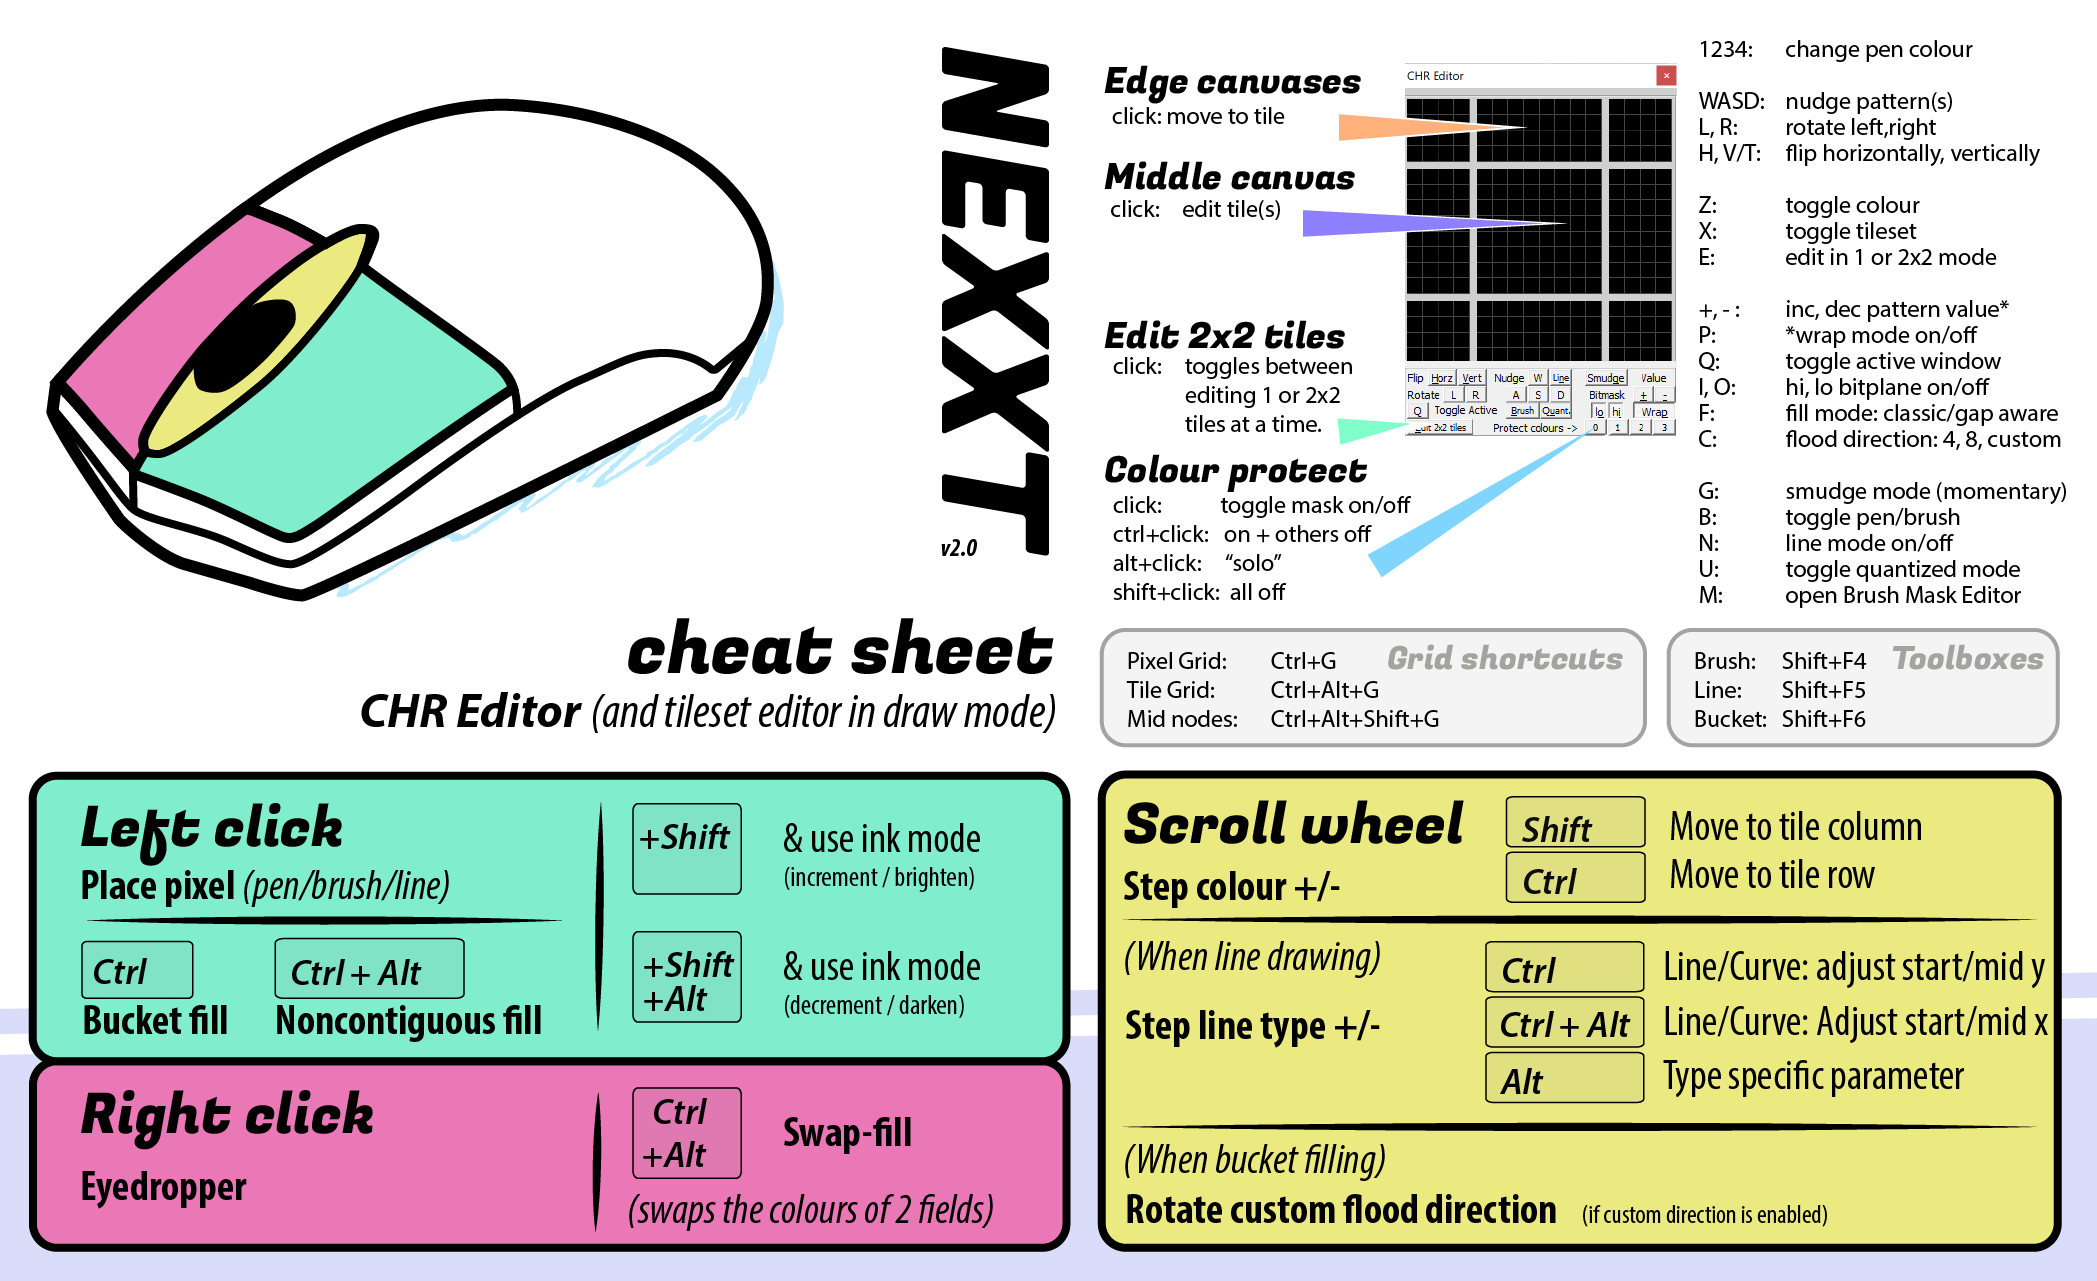 NEXXT
v2.0
cheat sheet
CHR Editor (and tileset editor in draw mode)
Edge canvases
click: move to tile
Middle canvas
click: edit tile(s)
Edit 2x2 tiles
click: toggles between
editing 1 or 2x2
tiles at a time.
Colour protect
click: toggle mask on/off
ctrl+click: on + others off
alt+click: “solo”
shift+click: all off
CHR Editor
Flip Horz Vert Nudge W Line Smudge Value
Rotate L R A S D Bitmask + -
Q Toggle Active Brush Quant. lo hi Wrap
Edit 2x2 tiles Protect colours -> 0 1 2 3
1234: change pen colour
WASD: nudge pattern(s)
L, R: rotate left,right
H, V/T: flip horizontally, vertically
Z: toggle colour
X: toggle tileset
E: edit in 1 or 2x2 mode
+, - : inc, dec pattern value*
P: *wrap mode on/off
Q: toggle active window
I, O: hi, lo bitplane on/off
F: fill mode: classic/gap aware
C: flood direction: 4, 8, custom
G: smudge mode (momentary)
B: toggle pen/brush
N: line mode on/off
U: toggle quantized mode
M: open Brush Mask Editor
Grid shortcuts
Pixel Grid: Ctrl+G
Tile Grid: Ctrl+Alt+G
Mid nodes: Ctrl+Alt+Shift+G
Toolboxes
Brush: Shift+F4
Line: Shift+F5
Bucket: Shift+F6
Left click
Place pixel (pen/brush/line)
Ctrl
Bucket fill
Ctrl + Alt
Noncontiguous fill
+Shift
& use ink mode
(increment / brighten)
+Shift
+Alt
& use ink mode
(decrement / darken)
Right click
Eyedropper
Ctrl
+Alt
Swap-fill
(swaps the colours of 2 fields)
Scroll wheel
Step colour +/-
Shift Move to tile column
Ctrl Move to tile row
(When line drawing)
Step line type +/-
Ctrl Line/Curve: adjust start/mid y
Ctrl + Alt Line/Curve: Adjust start/mid x
Alt Type specific parameter
(When bucket filling)
Rotate custom flood direction (if custom direction is enabled)